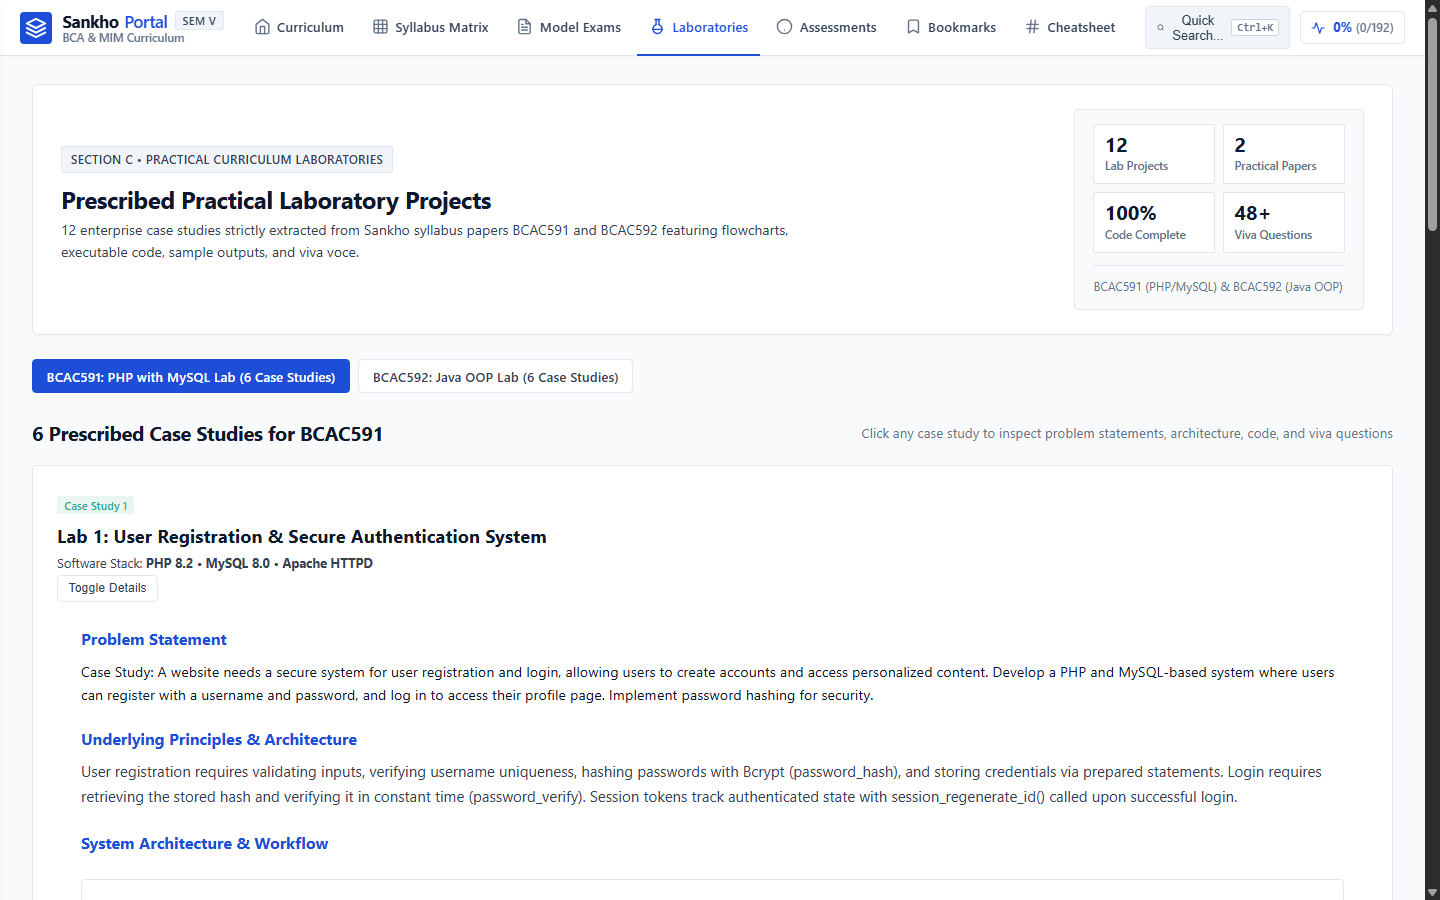 Sankho Portal
SEM V
BCA & MIM Curriculum
Curriculum
Syllabus Matrix
Model Exams
Laboratories
Assessments
Bookmarks
Cheatsheet
Quick Search...
Ctrl+K
0% (0/192)
SECTION C • PRACTICAL CURRICULUM LABORATORIES
Prescribed Practical Laboratory Projects
12 enterprise case studies strictly extracted from Sankho syllabus papers BCAC591 and BCAC592 featuring flowcharts,
executable code, sample outputs, and viva voce.
12
Lab Projects
2
Practical Papers
100%
Code Complete
48+
Viva Questions
BCAC591 (PHP/MySQL) & BCAC592 (Java OOP)
BCAC591: PHP with MySQL Lab (6 Case Studies)
BCAC592: Java OOP Lab (6 Case Studies)
6 Prescribed Case Studies for BCAC591
Click any case study to inspect problem statements, architecture, code, and viva questions
Case Study 1
Lab 1: User Registration & Secure Authentication System
Software Stack: PHP 8.2 • MySQL 8.0 • Apache HTTPD
Toggle Details
Problem Statement
Case Study: A website needs a secure system for user registration and login, allowing users to create accounts and access personalized content. Develop a PHP and MySQL-based system where users
can register with a username and password, and log in to access their profile page. Implement password hashing for security.
Underlying Principles & Architecture
User registration requires validating inputs, verifying username uniqueness, hashing passwords with Bcrypt (password_hash), and storing credentials via prepared statements. Login requires
retrieving the stored hash and verifying it in constant time (password_verify). Session tokens track authenticated state with session_regenerate_id() called upon successful login.
System Architecture & Workflow